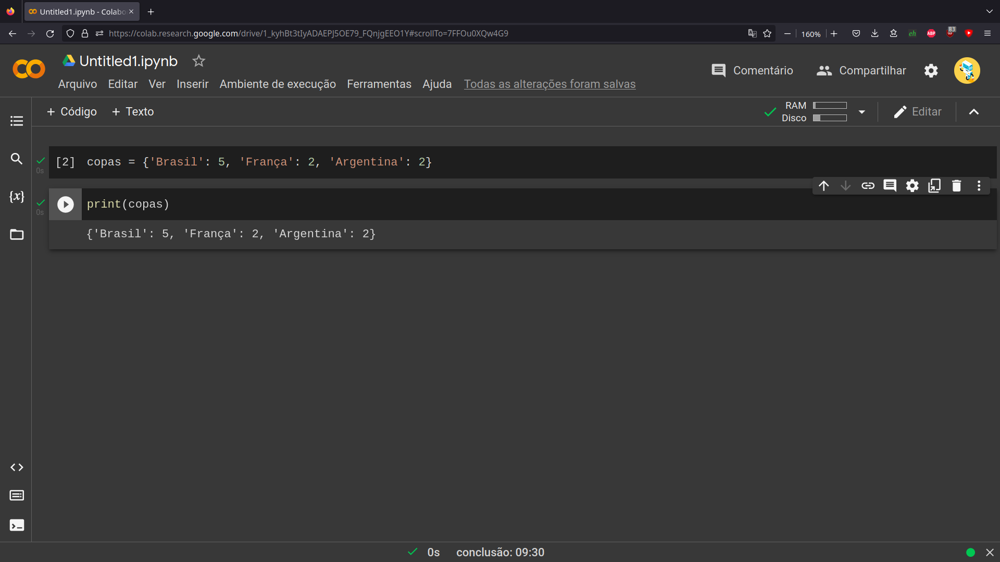 Untitled1.ipynb - Colabo
https://colab.research.google.com/drive/1_kyhBt3tIyADAEPJ5OE79_FQnjgEEO1Y#scrollTo=7FFOu0XQw4G9
160%
eh
ABP
83
Untitled1.ipynb
Comentário
Compartilhar
Arquivo Editar Ver Inserir Ambiente de execução Ferramentas Ajuda Todas as alterações foram salvas
+ Código + Texto
RAM
Disco
Editar
[2] copas = {'Brasil': 5, 'França': 2, 'Argentina': 2}
0s
{x}
print(copas)
0s
{'Brasil': 5, 'França': 2, 'Argentina': 2}
0s conclusão: 09:30